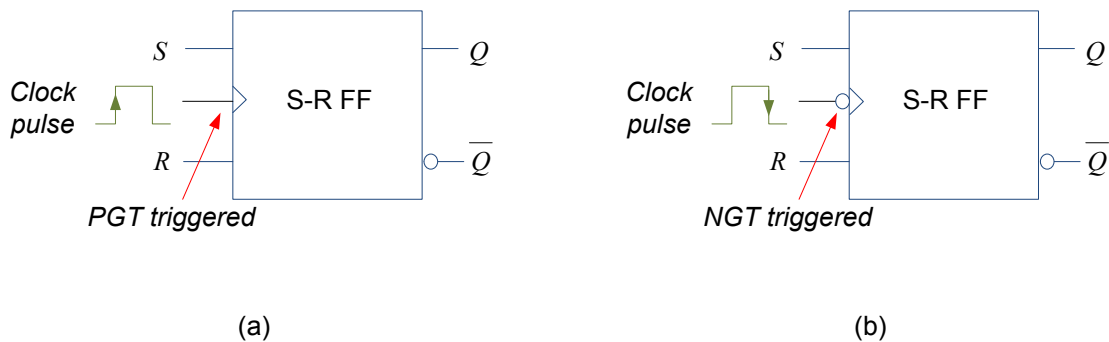 S
Q
Clock
pulse
S-R FF
R
Q̅
PGT triggered
(a)
S
Q
Clock
pulse
S-R FF
R
Q̅
NGT triggered
(b)